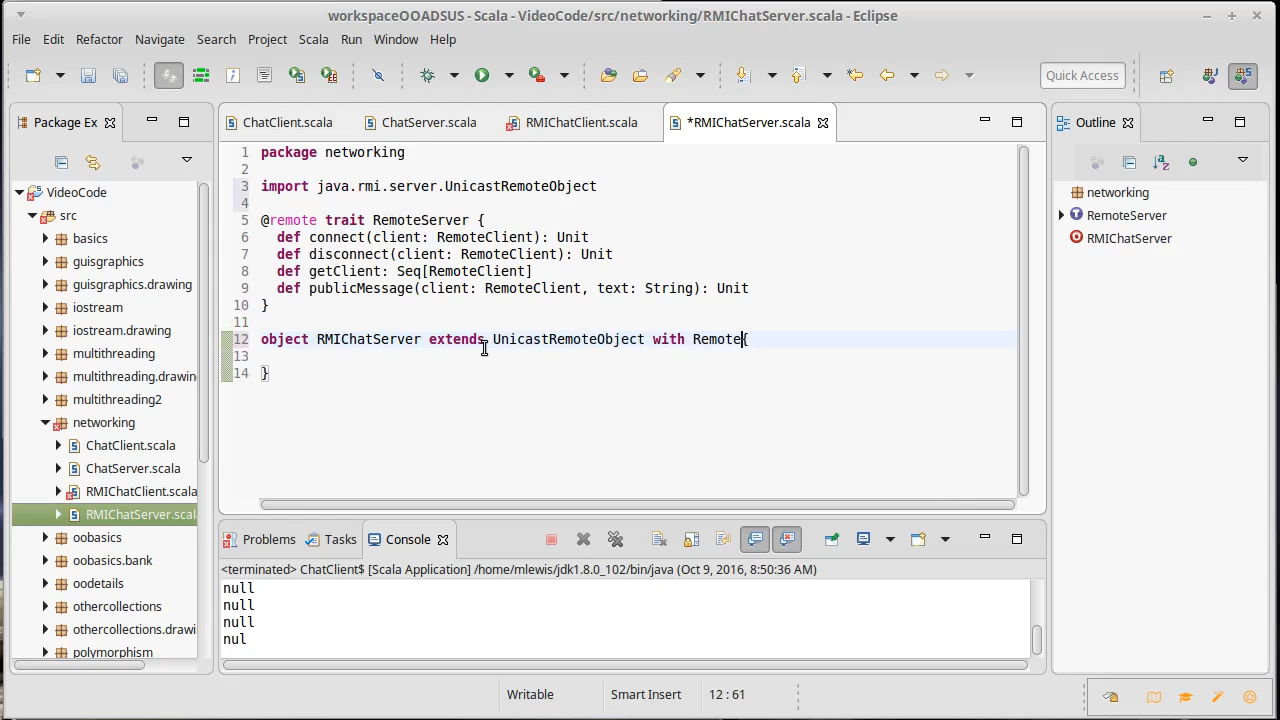 workspaceOOADSUS - Scala - VideoCode/src/networking/RMIChatServer.scala - Eclipse
File Edit Refactor Navigate Search Project Scala Run Window Help
Quick Access
Package Ex
ChatClient.scala ChatServer.scala RMIChatClient.scala *RMIChatServer.scala
Outline
VideoCode
src
basics
guisgraphics
guisgraphics.drawing
iostream
iostream.drawing
multithreading
multithreading.drawin
multithreading2
networking
ChatClient.scala
ChatServer.scala
RMIChatClient.scala
RMIChatServer.scal
oobasics
oobasics.bank
oodetails
othercollections
othercollections.drawi
polymorphism
1 package networking
2
3 import java.rmi.server.UnicastRemoteObject
4
5 @remote trait RemoteServer {
6 def connect(client: RemoteClient): Unit
7 def disconnect(client: RemoteClient): Unit
8 def getClient: Seq[RemoteClient]
9 def publicMessage(client: RemoteClient, text: String): Unit
10 }
11
12 object RMIChatServer extends UnicastRemoteObject with Remote{
13
14 }
networking
RemoteServer
RMIChatServer
Problems Tasks Console
<terminated> ChatClient$ [Scala Application] /home/mlewis/jdk1.8.0_102/bin/java (Oct 9, 2016, 8:50:36 AM)
null
null
null
nul
Writable Smart Insert 12 : 61